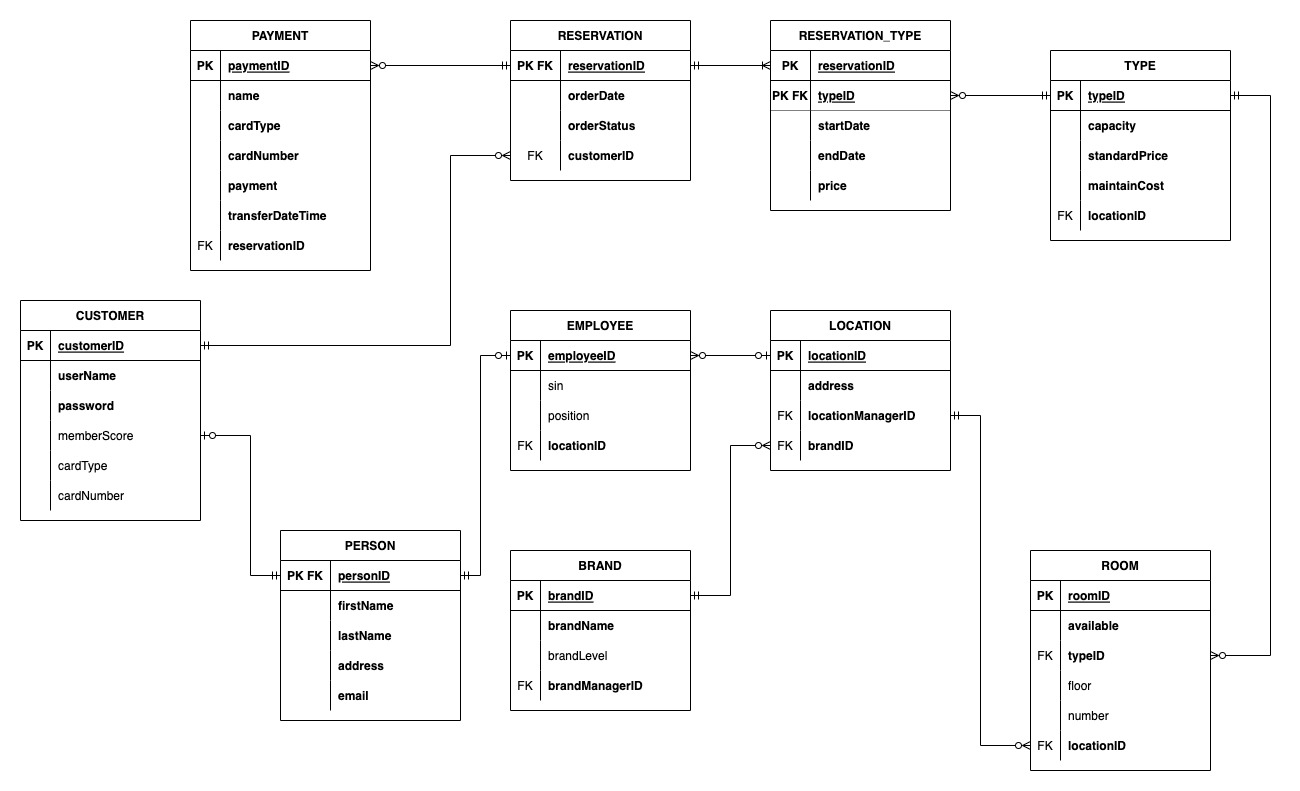 PAYMENT
PK paymentID
name
cardType
cardNumber
payment
transferDateTime
FK reservationID
RESERVATION
PK FK reservationID
orderDate
orderStatus
FK customerID
RESERVATION_TYPE
PK reservationID
PK FK typeID
startDate
endDate
price
TYPE
PK typeID
capacity
standardPrice
maintainCost
FK locationID
CUSTOMER
PK customerID
userName
password
memberScore
cardType
cardNumber
EMPLOYEE
PK employeeID
sin
position
FK locationID
LOCATION
PK locationID
address
FK locationManagerID
FK brandID
PERSON
PK FK personID
firstName
lastName
address
email
BRAND
PK brandID
brandName
brandLevel
FK brandManagerID
ROOM
PK roomID
available
FK typeID
floor
number
FK locationID